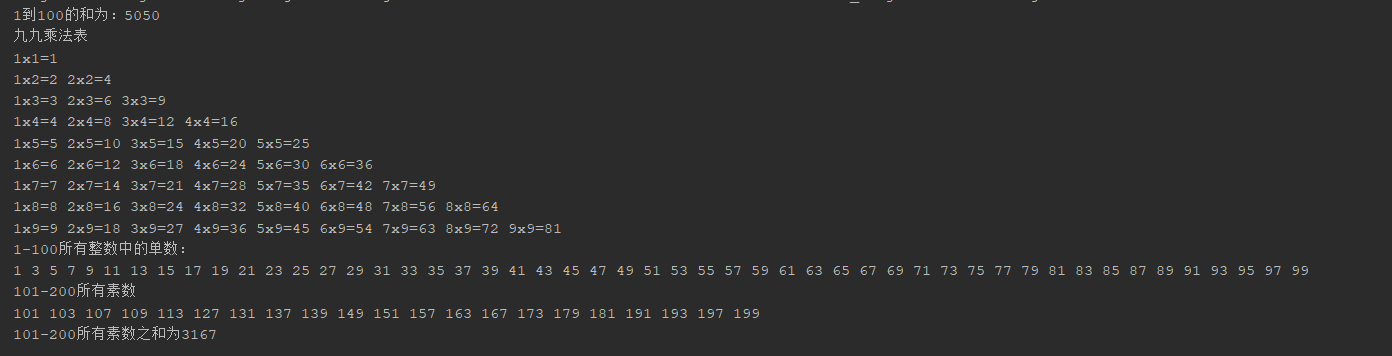 1到100的和为：5050
九九乘法表
1x1=1
1x2=2 2x2=4
1x3=3 2x3=6 3x3=9
1x4=4 2x4=8 3x4=12 4x4=16
1x5=5 2x5=10 3x5=15 4x5=20 5x5=25
1x6=6 2x6=12 3x6=18 4x6=24 5x6=30 6x6=36
1x7=7 2x7=14 3x7=21 4x7=28 5x7=35 6x7=42 7x7=49
1x8=8 2x8=16 3x8=24 4x8=32 5x8=40 6x8=48 7x8=56 8x8=64
1x9=9 2x9=18 3x9=27 4x9=36 5x9=45 6x9=54 7x9=63 8x9=72 9x9=81
1-100所有整数中的单数：
1 3 5 7 9 11 13 15 17 19 21 23 25 27 29 31 33 35 37 39 41 43 45 47 49 51 53 55 57 59 61 63 65 67 69 71 73 75 77 79 81 83 85 87 89 91 93 95 97 99
101-200所有素数
101 103 107 109 113 127 131 137 139 149 151 157 163 167 173 179 181 191 193 197 199
101-200所有素数之和为3167